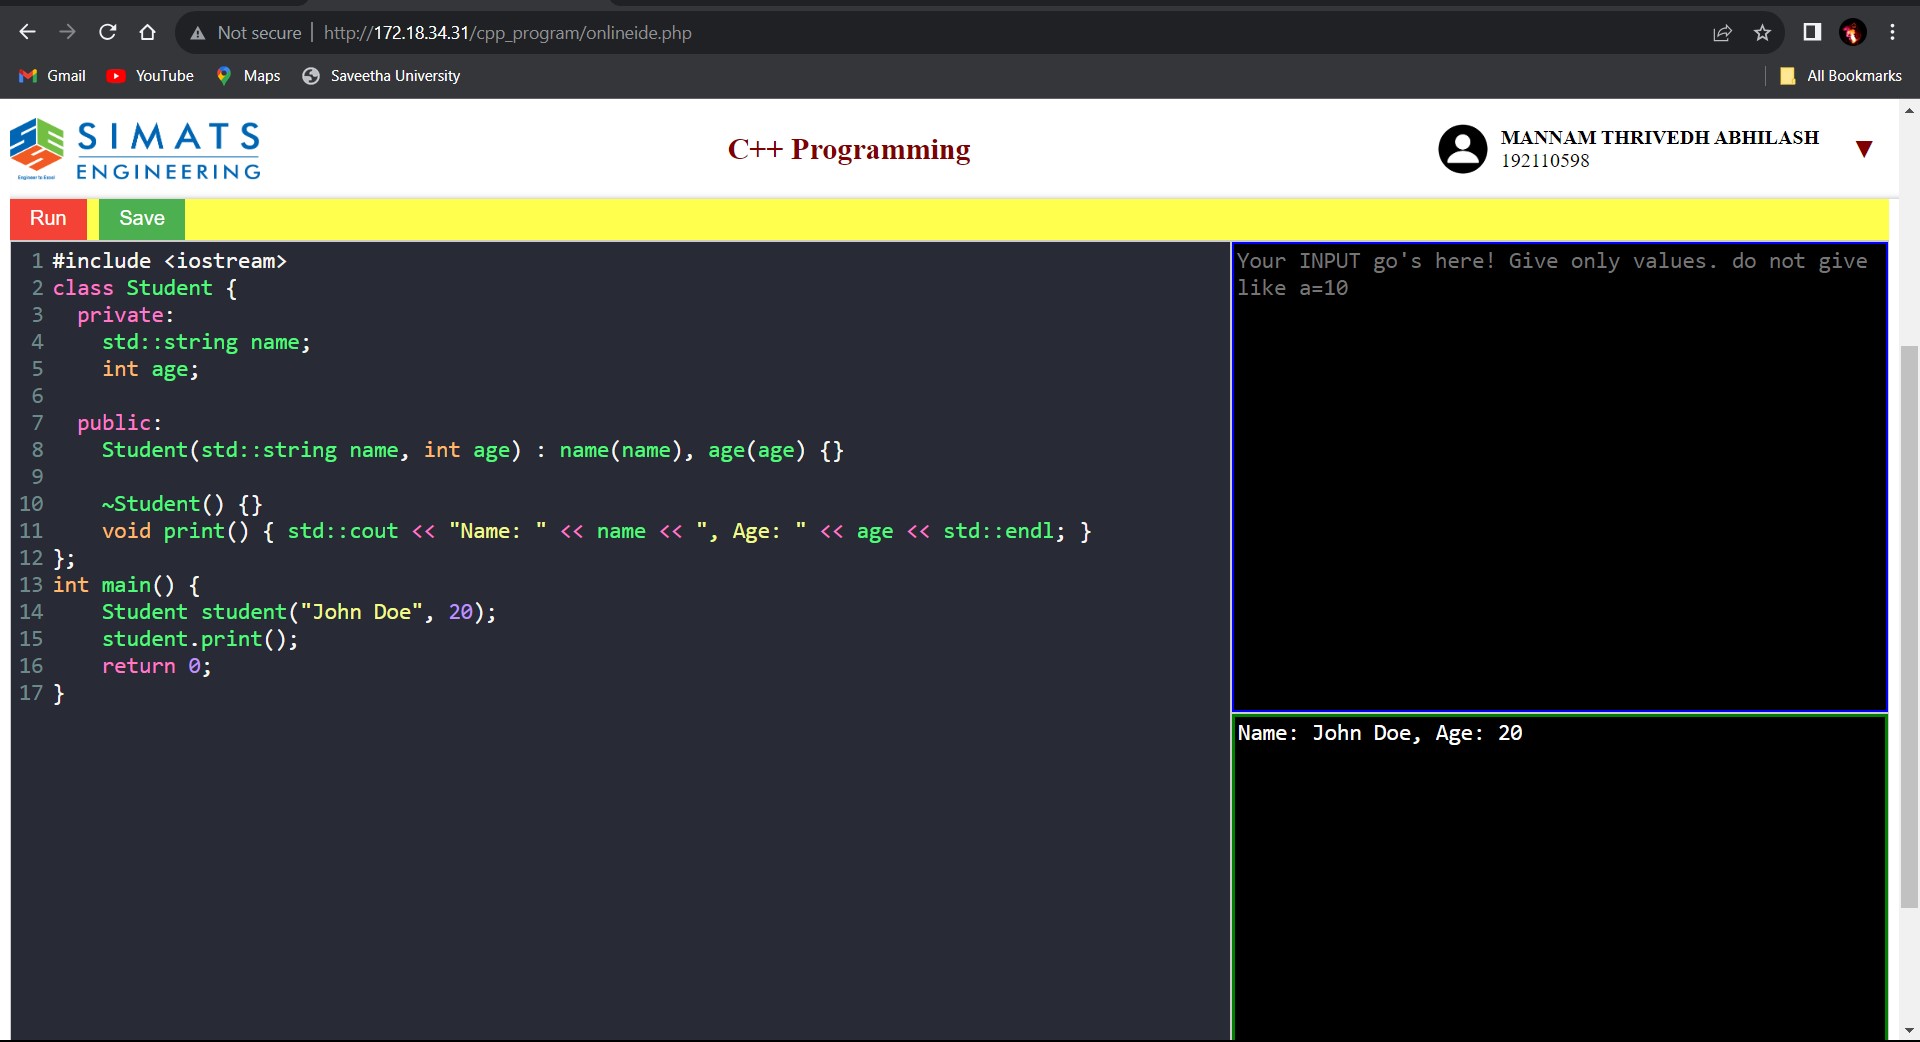 Not secure | http://172.18.34.31/cpp_program/onlineide.php
Gmail YouTube Maps Saveetha University All Bookmarks
SIMATS
ENGINEERING
Engineer to Excel
C++ Programming
MANNAM THRIVEDH ABHILASH
192110598
Run Save
1 #include <iostream>
2 class Student {
3   private:
4     std::string name;
5     int age;
6
7   public:
8     Student(std::string name, int age) : name(name), age(age) {}
9
10     ~Student() {}
11     void print() { std::cout << "Name: " << name << ", Age: " << age << std::endl; }
12 };
13 int main() {
14     Student student("John Doe", 20);
15     student.print();
16     return 0;
17 }
Your INPUT go's here! Give only values. do not give
like a=10
Name: John Doe, Age: 20